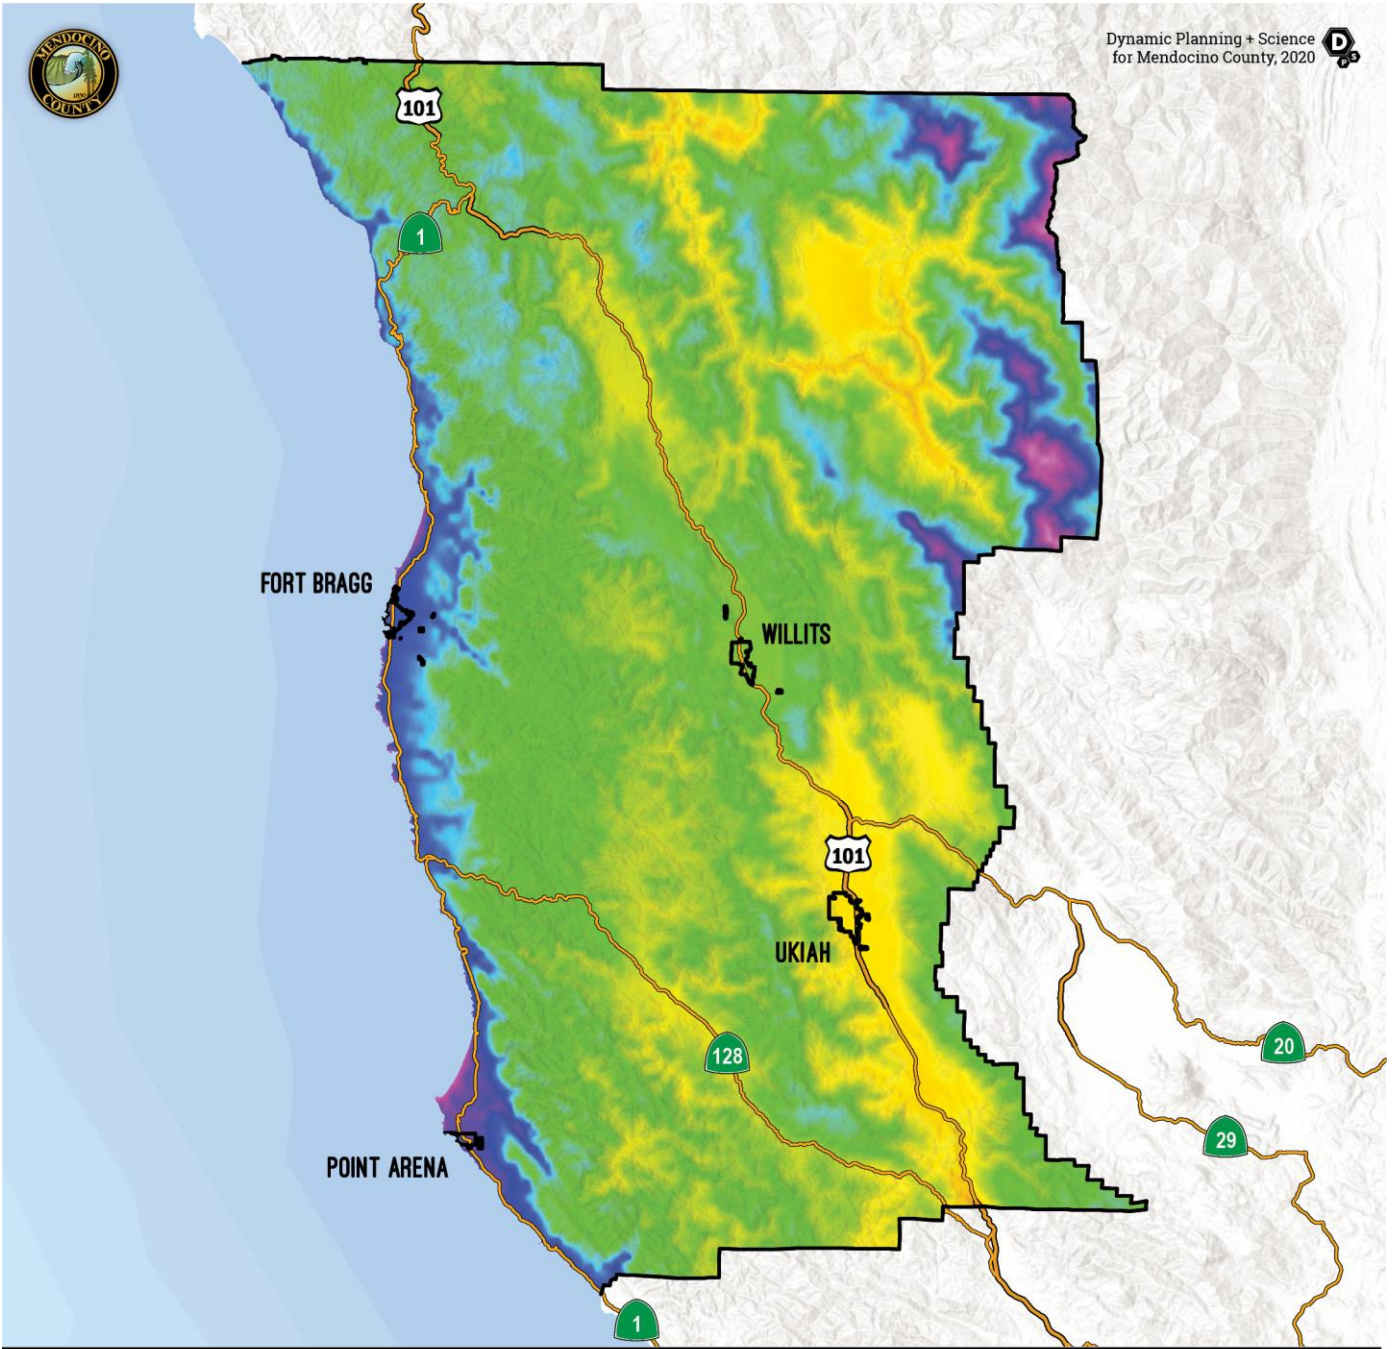 MENDOCINO
COUNTY
1850
Dynamic Planning + Science
for Mendocino County, 2020
D
P
S
101
1
FORT BRAGG
WILLITS
101
UKIAH
128
20
29
POINT ARENA
1